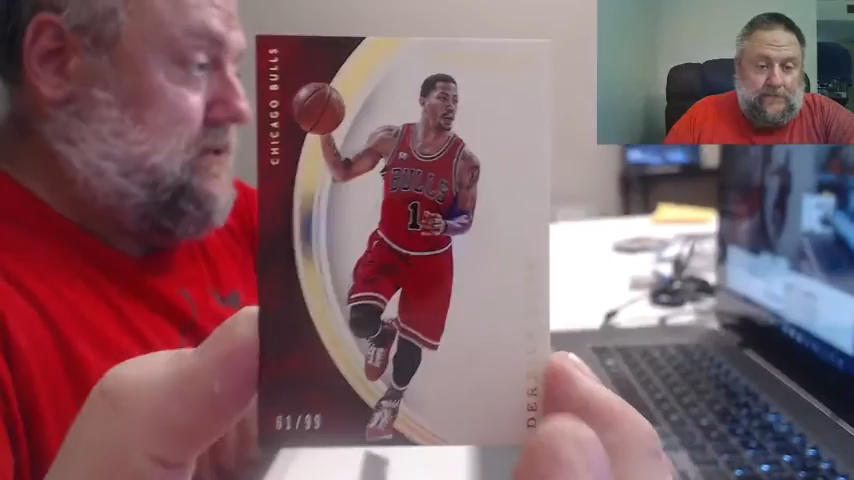 CHICAGO BULLS
BULLS
1
61/99
DER